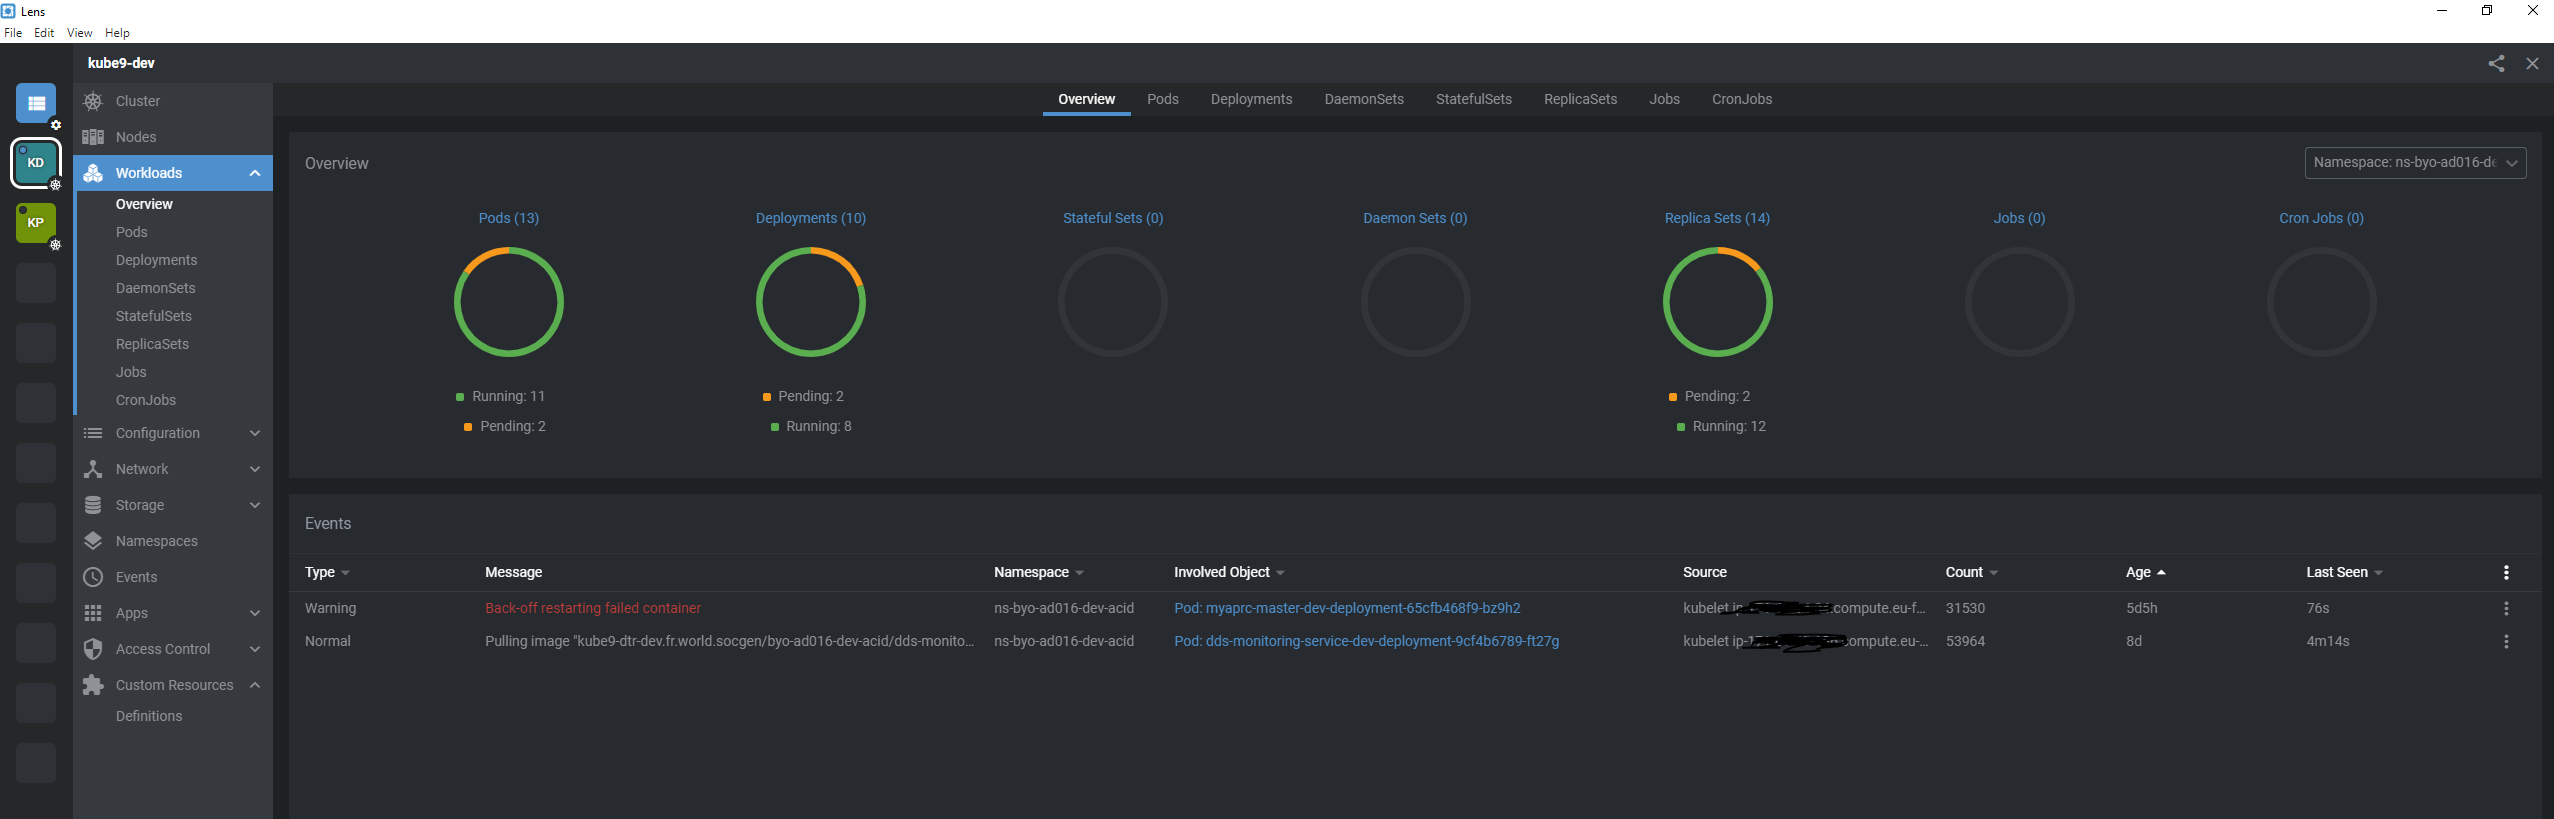 Lens
File Edit View Help
kube9-dev
Cluster
Nodes
Workloads
Overview
Pods
Deployments
DaemonSets
StatefulSets
ReplicaSets
Jobs
CronJobs
Configuration
Network
Storage
Namespaces
Events
Apps
Access Control
Custom Resources
Definitions
KD
KP
Overview Pods Deployments DaemonSets StatefulSets ReplicaSets Jobs CronJobs
Overview
Namespace: ns-byo-ad016-de
Pods (13) Deployments (10) Stateful Sets (0) Daemon Sets (0) Replica Sets (14) Jobs (0) Cron Jobs (0)
Running: 11 Pending: 2 Pending: 2
Pending: 2 Running: 8 Running: 12
Events
Type Message Namespace Involved Object Source Count Age Last Seen
Warning Back-off restarting failed container ns-byo-ad016-dev-acid Pod: myaprc-master-dev-deployment-65cfb468f9-bz9h2 kubelet .compute.eu-f... 31530 5d5h 76s
Normal Pulling image "kube9-dtr-dev.fr.world.socgen/byo-ad016-dev-acid/dds-monito... ns-byo-ad016-dev-acid Pod: dds-monitoring-service-dev-deployment-9cf4b6789-ft27g kubelet compute.eu-... 53964 8d 4m14s